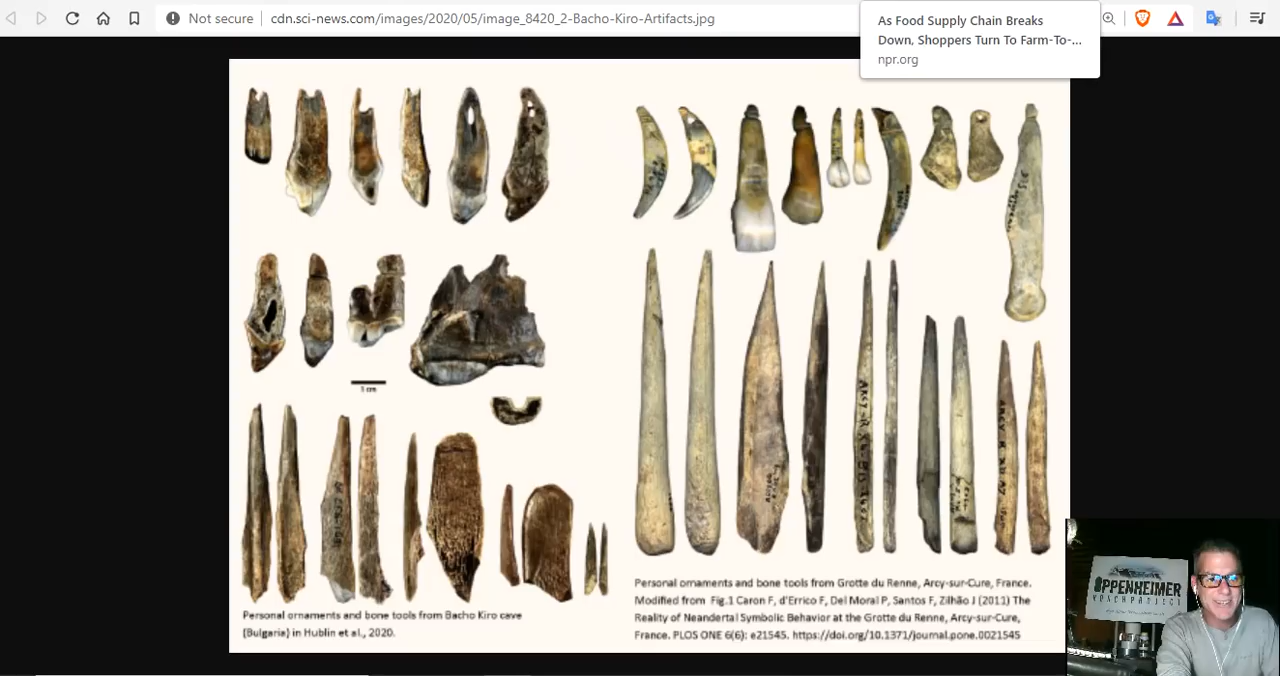 Not secure
cdn.sci-news.com/images/2020/05/image_8420_2-Bacho-Kiro-Artifacts.jpg
As Food Supply Chain Breaks
Down, Shoppers Turn To Farm-To-...
npr.org
Personal ornaments and bone tools from Bacho Kiro cave
(Bulgaria) in Hublin et al., 2020.
Personal ornaments and bone tools from Grotte du Renne, Arcy-sur-Cure, France.
Modified from Fig.1 Caron F, d'Errico F, Del Moral P, Santos F, Zilhão J (2011) The
Reality of Neandertal Symbolic Behavior at the Grotte du Renne, Arcy-sur-Cure,
France. PLOS ONE 6(6): e21545. https://doi.org/10.1371/journal.pone.0021545
OPPENHEIMER
RANCH PROJECT